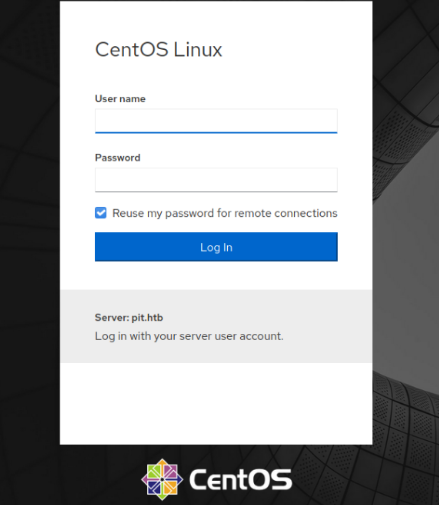 CentOS Linux
User name
Password
Reuse my password for remote connections
Log In
Server: pit.htb
Log in with your server user account.
CentOS